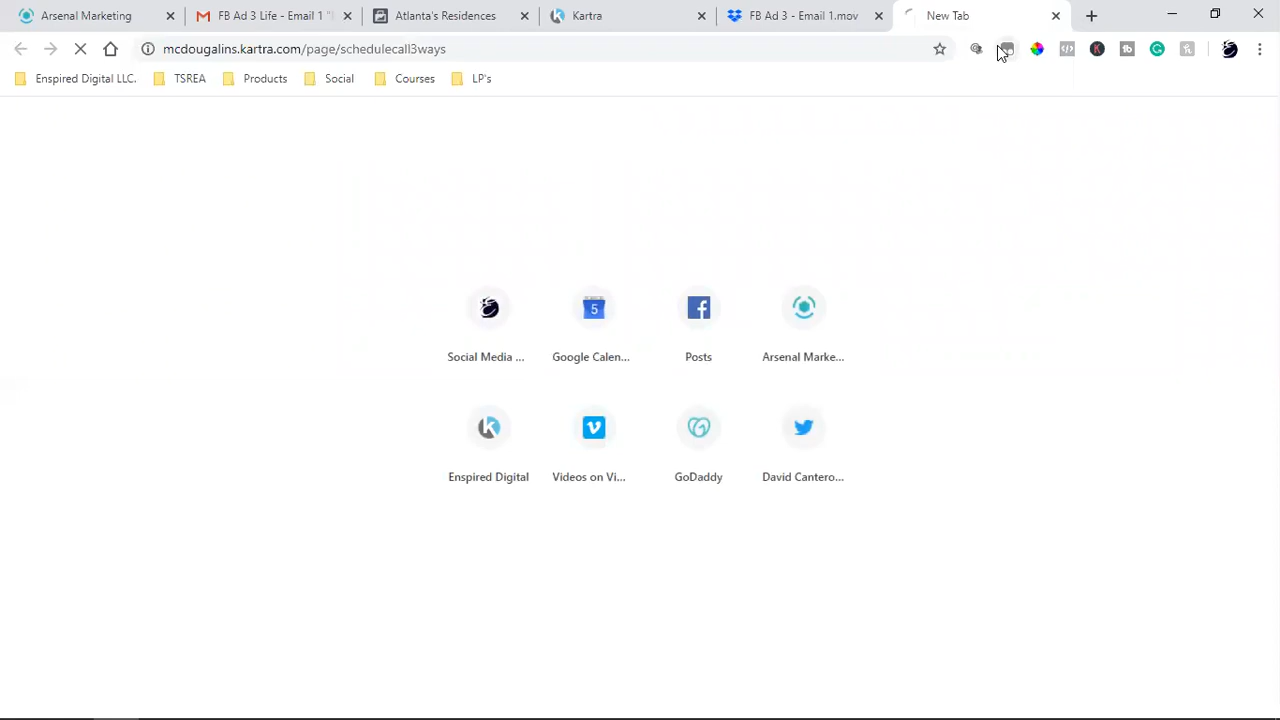 Arsenal Marketing
FB Ad 3 Life - Email 1 "
Atlanta's Residences
Kartra
FB Ad 3 - Email 1.mov
New Tab
mcdougalins.kartra.com/page/schedulecall3ways
Enspired Digital LLC.
TSREA
Products
Social
Courses
LP's
Social Media ...
Google Calen...
Posts
Arsenal Marke...
Enspired Digital
Videos on Vi...
GoDaddy
David Cantero...